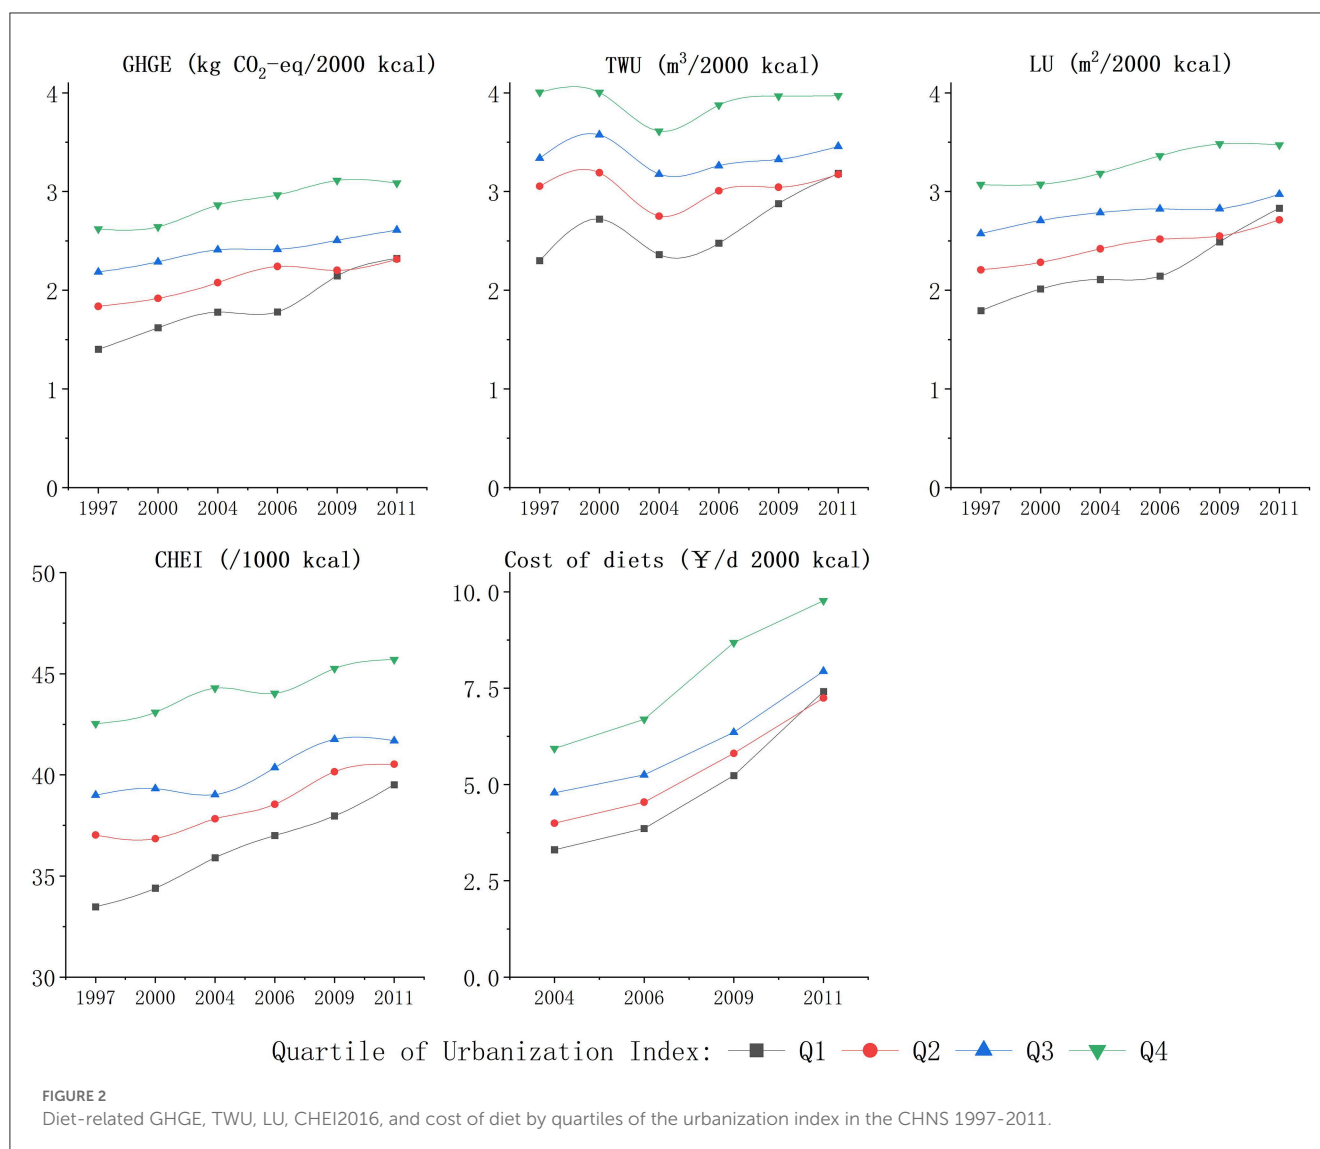 GHGE (kg CO₂-eq/2000 kcal)
4
3
2
1
0
1997 2000 2004 2006 2009 2011
TWU (m³/2000 kcal)
4
3
2
1
0
1997 2000 2004 2006 2009 2011
LU (m²/2000 kcal)
4
3
2
1
0
1997 2000 2004 2006 2009 2011
CHEI (/1000 kcal)
50
45
40
35
30
1997 2000 2004 2006 2009 2011
Cost of diets (¥/d 2000 kcal)
10.0
7.5
5.0
2.5
0.0
2004 2006 2009 2011
Quartile of Urbanization Index: Q1 Q2 Q3 Q4
FIGURE 2
Diet-related GHGE, TWU, LU, CHEI2016, and cost of diet by quartiles of the urbanization index in the CHNS 1997-2011.